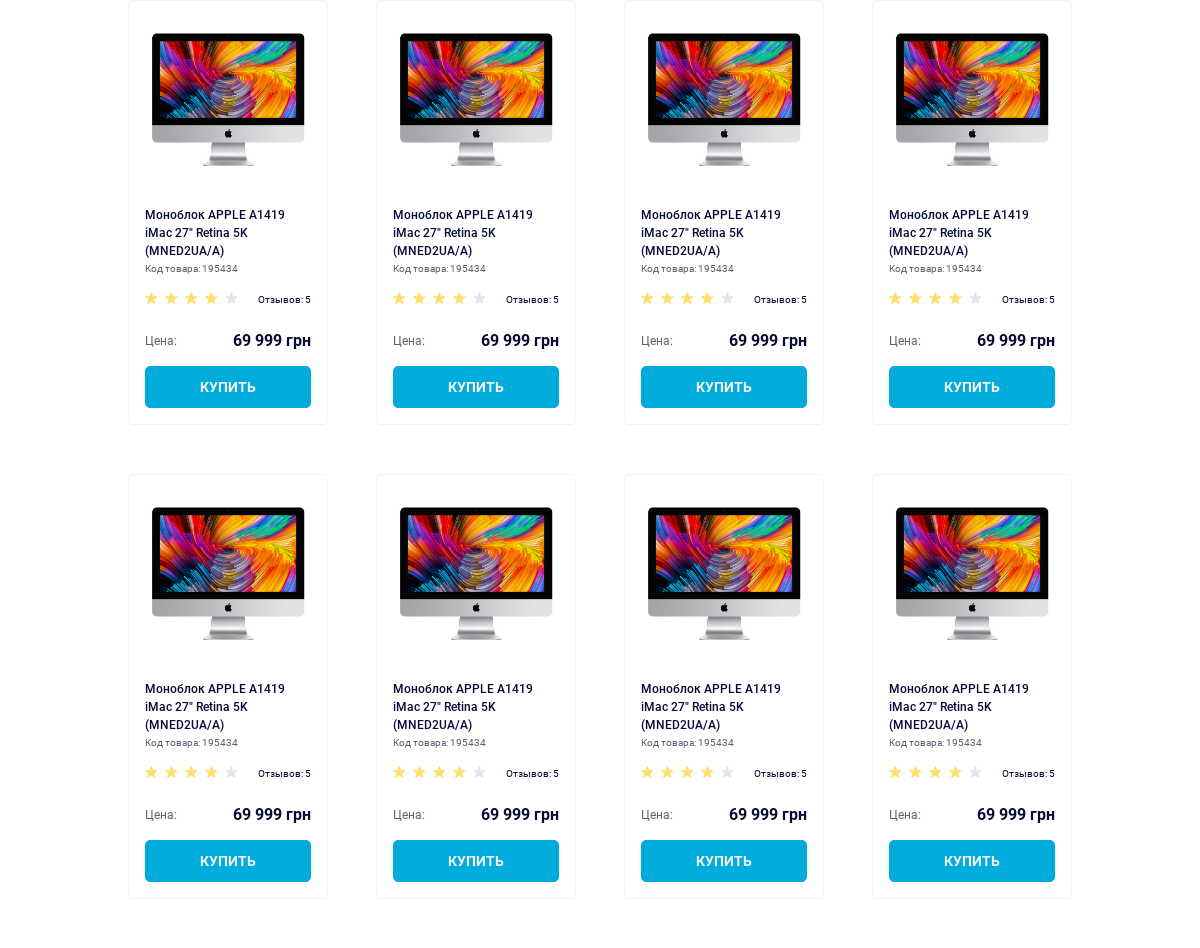 Моноблок APPLE A1419
iMac 27" Retina 5K
(MNED2UA/A)
Код товара: 195434
Отзывов: 5
Цена:
69 999 грн
КУПИТЬ
Моноблок APPLE A1419
iMac 27" Retina 5K
(MNED2UA/A)
Код товара: 195434
Отзывов: 5
Цена:
69 999 грн
КУПИТЬ
Моноблок APPLE A1419
iMac 27" Retina 5K
(MNED2UA/A)
Код товара: 195434
Отзывов: 5
Цена:
69 999 грн
КУПИТЬ
Моноблок APPLE A1419
iMac 27" Retina 5K
(MNED2UA/A)
Код товара: 195434
Отзывов: 5
Цена:
69 999 грн
КУПИТЬ
Моноблок APPLE A1419
iMac 27" Retina 5K
(MNED2UA/A)
Код товара: 195434
Отзывов: 5
Цена:
69 999 грн
КУПИТЬ
Моноблок APPLE A1419
iMac 27" Retina 5K
(MNED2UA/A)
Код товара: 195434
Отзывов: 5
Цена:
69 999 грн
КУПИТЬ
Моноблок APPLE A1419
iMac 27" Retina 5K
(MNED2UA/A)
Код товара: 195434
Отзывов: 5
Цена:
69 999 грн
КУПИТЬ
Моноблок APPLE A1419
iMac 27" Retina 5K
(MNED2UA/A)
Код товара: 195434
Отзывов: 5
Цена:
69 999 грн
КУПИТЬ